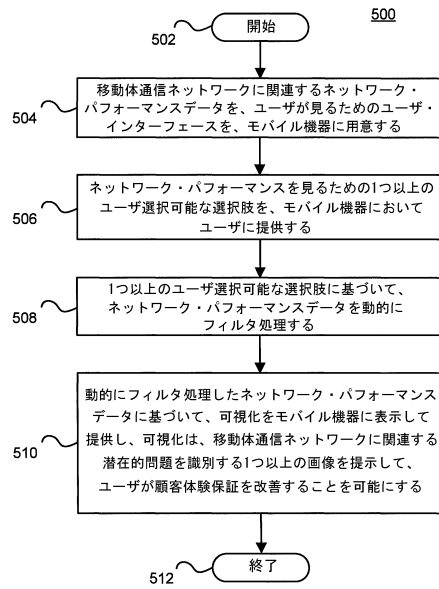 500
開始
502
移動体通信ネットワークに関連するネットワーク・
パフォーマンスデータを、ユーザが見るためのユーザ・
インターフェースを、モバイル機器に用意する
504
ネットワーク・パフォーマンスを見るための1つ以上の
ユーザ選択可能な選択肢を、モバイル機器において
ユーザに提供する
506
1つ以上のユーザ選択可能な選択肢に基づいて、
ネットワーク・パフォーマンスデータを動的に
フィルタ処理する
508
動的にフィルタ処理したネットワーク・パフォーマンス
データに基づいて、可視化をモバイル機器に表示して
提供し、可視化は、移動体通信ネットワークに関連する
潜在的問題を識別する1つ以上の画像を提示して、
ユーザが顧客体験保証を改善することを可能にする
510
終了
512